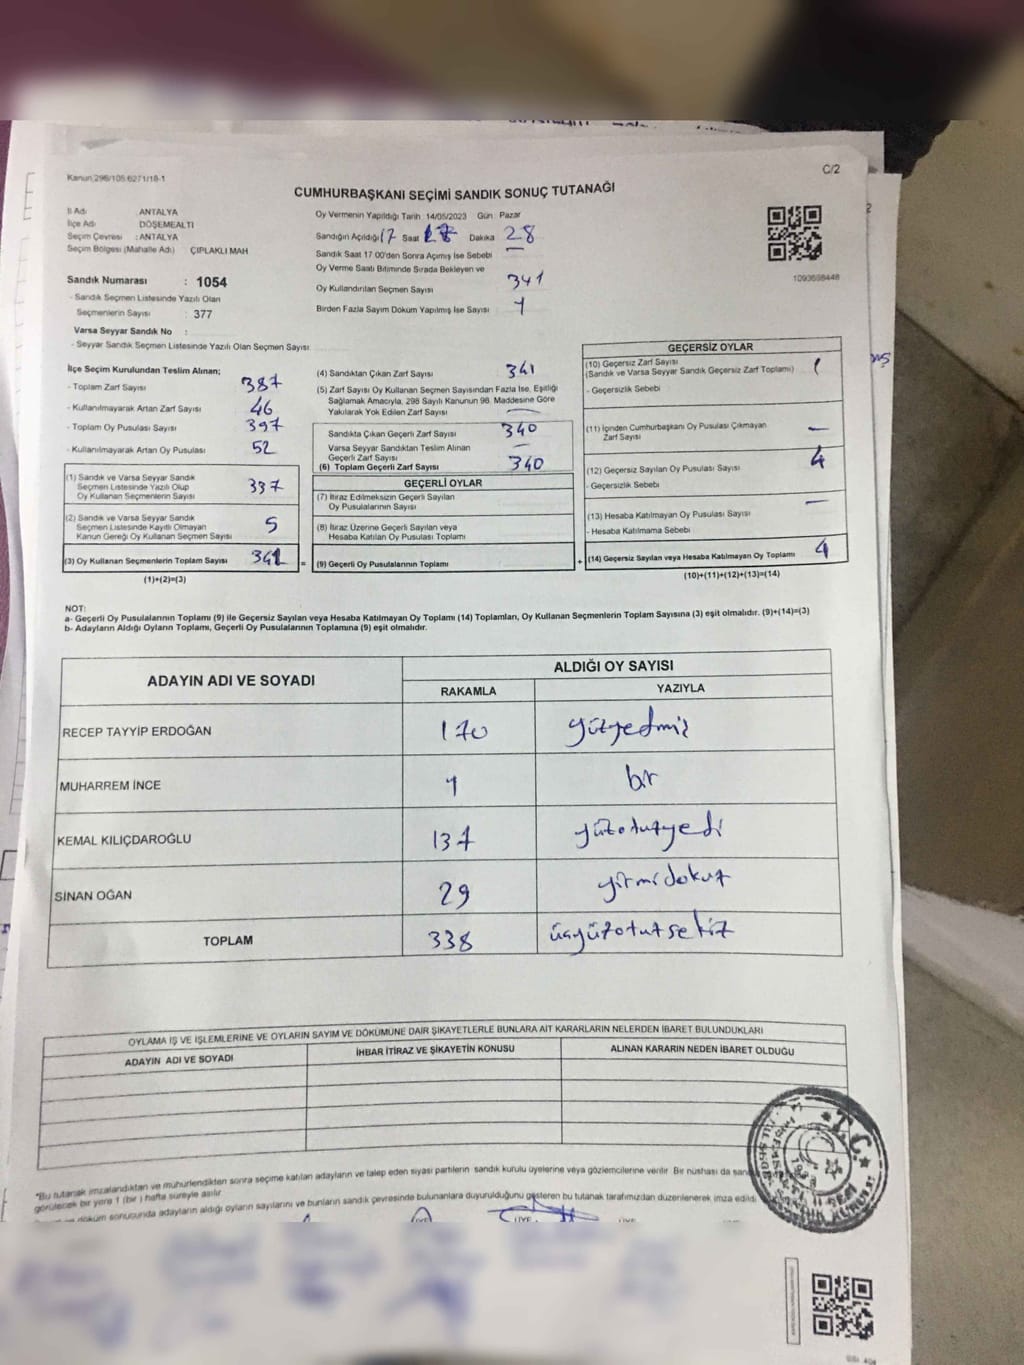 Kanun 298/105 6271/18-1
C/2
CUMHURBAŞKANI SEÇİMİ SANDIK SONUÇ TUTANAĞI
İl Adı : ANTALYA
İlçe Adı : DÖŞEMEALTI
Seçim Çevresi : ANTALYA
Seçim Bölgesi (Mahalle Adı) ÇIPLAKLI MAH
Sandık Numarası : 1054
- Sandık Seçmen Listesinde Yazılı Olan
Seçmenlerin Sayısı : 377
Varsa Seyyar Sandık No :
- Seyyar Sandık Seçmen Listesinde Yazılı Olan Seçmen Sayısı:
Oy Vermenin Yapıldığı Tarih 14/05/2023 Gün Pazar
Sandığın Açıldığı 17 Saat Dakika 28
Sandık Saat 17 00'den Sonra Açımış İse Sebebi
Oy Verme Saati Bitiminde Sırada Bekleyen ve
Oy Kullandırılan Seçmen Sayısı 341
Birden Fazla Sayım Döküm Yapılmış İse Sayısı 1
1093698448
İlçe Seçim Kurulundan Teslim Alınan;
- Toplam Zarf Sayısı 387
- Kullanılmayarak Artan Zarf Sayısı 46
- Toplam Oy Pusulası Sayısı 397
- Kullanılmayarak Artan Oy Pusulası 52
(1) Sandık ve Varsa Seyyar Sandık
Seçmen Listesinde Yazılı Olup
Oy Kullanan Seçmenlerin Sayısı 337
(2) Sandık ve Varsa Seyyar Sandık
Seçmen Listesinde Kayıtlı Olmayan
Kanun Gereği Oy Kullanan Seçmen Sayısı 5
(3) Oy Kullanan Seçmenlerin Toplam Sayısı =
(1)+(2)=(3)
(4) Sandıktan Çıkan Zarf Sayısı 341
(5) Zarf Sayısı Oy Kullanan Seçmen Sayısından Fazla İse, Eşitliği
Sağlamak Amacıyla, 298 Sayılı Kanunun 98. Maddesine Göre
Yakılarak Yok Edilen Zarf Sayısı —
Sandıkta Çıkan Geçerli Zarf Sayısı 340
Varsa Seyyar Sandıktan Teslim Alınan
Geçerli Zarf Sayısı —
(6) Toplam Geçerli Zarf Sayısı 340
GEÇERLİ OYLAR
(7) İtiraz Edilmeksizin Geçerli Sayılan
Oy Pusulalarının Sayısı
(8) İtiraz Üzerine Geçerli Sayılan veya
Hesaba Katılan Oy Pusulası Toplamı
(9) Geçerli Oy Pusulalarının Toplamı +
GEÇERSİZ OYLAR
(10) Geçersiz Zarf Sayısı
(Sandık ve Varsa Seyyar Sandık Geçersiz Zarf Toplamı) 1
- Geçersizlik Sebebi
(11) İçinden Cumhurbaşkanı Oy Pusulası Çıkmayan
Zarf Sayısı —
(12) Geçersiz Sayılan Oy Pusulası Sayısı 4
- Geçersizlik Sebebi
(13) Hesaba Katılmayan Oy Pusulası Sayısı —
- Hesaba Katılmama Sebebi
(14) Geçersiz Sayılan veya Hesaba Katılmayan Oy Toplamı 4
(10)+(11)+(12)+(13)=(14)
NOT:
a- Geçerli Oy Pusulalarının Toplamı (9) ile Geçersiz Sayılan veya Hesaba Katılmayan Oy Toplamı (14) Toplamları, Oy Kullanan Seçmenlerin Toplam Sayısına (3) eşit olmalıdır. (9)+(14)=(3)
b- Adayların Aldığı Oyların Toplamı, Geçerli Oy Pusulalarının Toplamına (9) eşit olmalıdır.
ADAYIN ADI VE SOYADI ALDIĞI OY SAYISI
RAKAMLA YAZIYLA
RECEP TAYYİP ERDOĞAN 170 yüzyedmiş
MUHARREM İNCE 1 bir
KEMAL KILIÇDAROĞLU 137 yüzotuzyedi
SİNAN OĞAN 29 yirmidokuz
TOPLAM 338 üçyüzotuzsekiz
OYLAMA İŞ VE İŞLEMLERİNE VE OYLARIN SAYIM VE DÖKÜMÜNE DAİR ŞİKAYETLERLE BUNLARA AİT KARARLARIN NELERDEN İBARET BULUNDUKLARI
ADAYIN ADI VE SOYADI İHBAR İTİRAZ VE ŞİKAYETİN KONUSU ALINAN KARARIN NEDEN İBARET OLDUĞU
*Bu tutanak imzalandıktan ve mühürlendikten sonra seçime katılan adayların ve talep eden siyasi partilerin sandık kurulu üyelerine veya gözlemcilerine verilir. Bir nüshası da
görülecek bir yere 1 (bir) hafta süreyle asılır.
döküm sonucunda adayların aldığı oyların sayılarını ve bunların sandık çevresinde bulunanlara duyurulduğunu gösteren bu tutanak tarafımızdan düzenlenerek imza edildi
T.C.